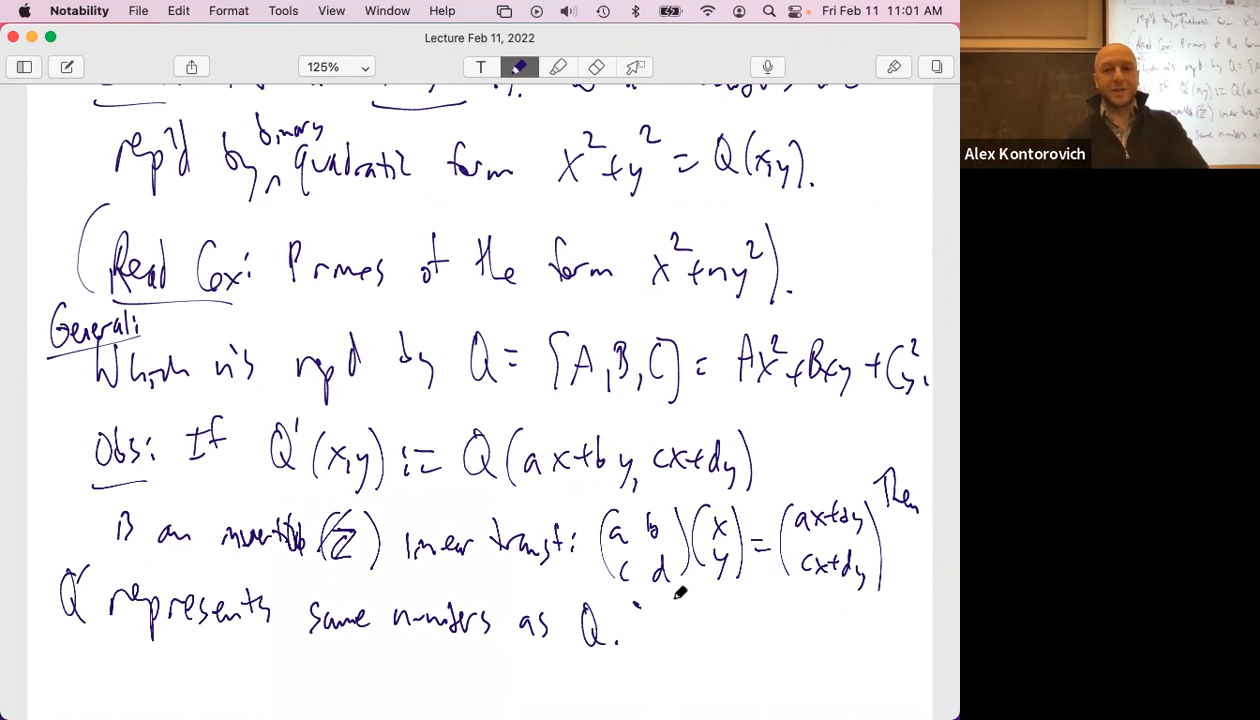 Notability File Edit Format Tools View Window Help Fri Feb 11 11:01 AM
Lecture Feb 11, 2022
125% T
rep'd by binary quadratic form x²+y² = Q(x,y).
(Read Cox: Primes of the form x²+ny²).
General:
Which n's rep'd by Q = [A,B,C] = Ax²+Bxy+Cy².
Obs: If Q'(x,y) := Q(ax+by, cx+dy)
is an invertible (/ℤ) linear transf: (a b c d)(x y) = (ax+dy cx+dy) Then
Q' represents same numbers as Q.
Alex Kontorovich